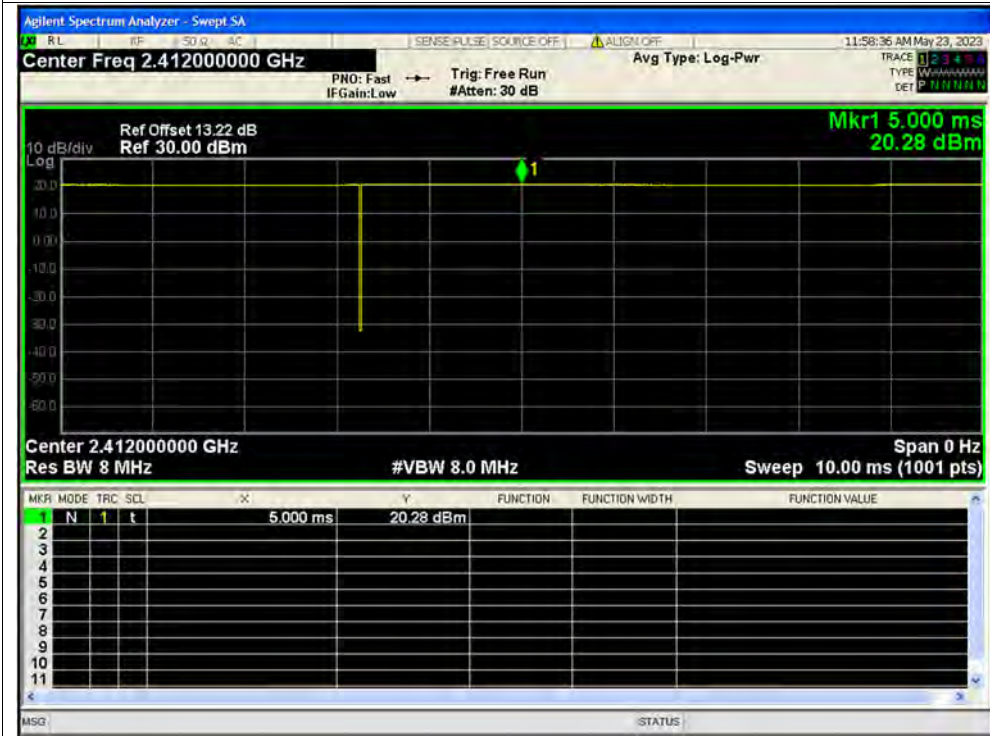 Agilent Spectrum Analyzer - Swept SA
RL RF 50 Ω AC SENSE:PULSE SOURCE OFF ALIGN OFF 11:58:36 AM May 23, 2023
Center Freq 2.412000000 GHz
PNO: Fast
IFGain:Low
Trig: Free Run
#Atten: 30 dB
Avg Type: Log-Pwr
TRACE 1 2 3 4 5 6
TYPE W
DET P N N N N N
Mkr1 5.000 ms
20.28 dBm
Ref Offset 13.22 dB
10 dB/div Ref 30.00 dBm
Log
1
20.0
10.0
0.00
-10.0
-20.0
-30.0
-40.0
-50.0
-60.0
Center 2.412000000 GHz Span 0 Hz
Res BW 8 MHz #VBW 8.0 MHz Sweep 10.00 ms (1001 pts)
MKR MODE TRC SCL X Y FUNCTION FUNCTION WIDTH FUNCTION VALUE
1 N 1 t 5.000 ms 20.28 dBm
2
3
4
5
6
7
8
9
10
11
MSG STATUS